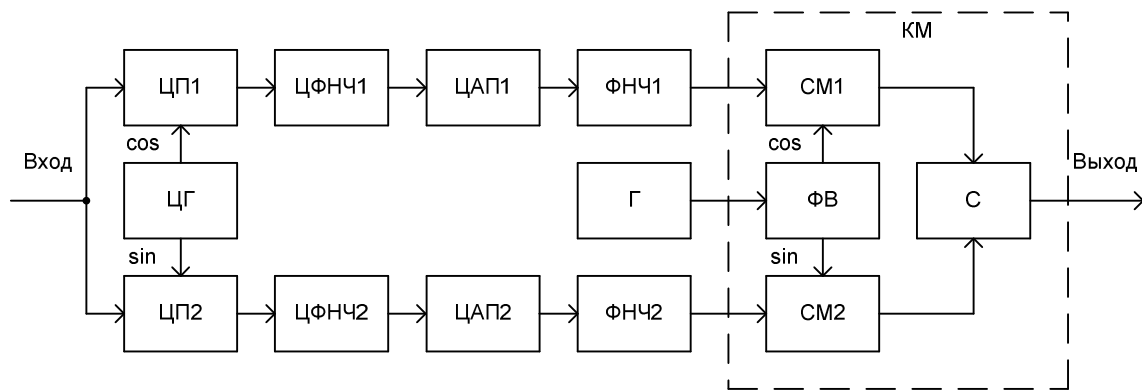 КМ
ЦП1
ЦФНЧ1
ЦАП1
ФНЧ1
СМ1
cos
cos
Вход
ЦГ
Г
ФВ
С
Выход
sin
sin
ЦП2
ЦФНЧ2
ЦАП2
ФНЧ2
СМ2